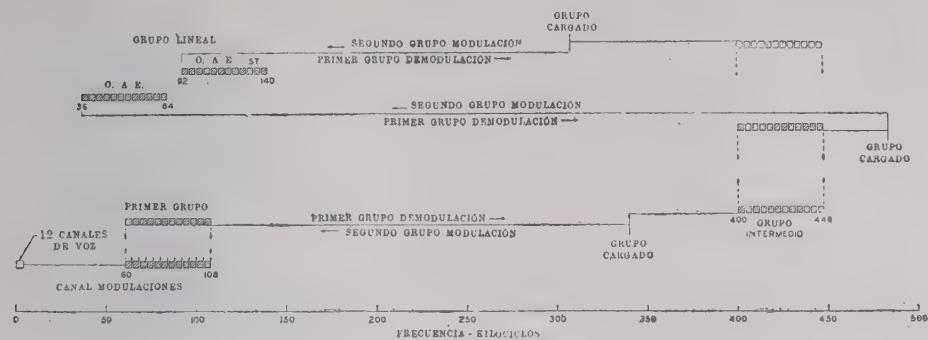 GRUPO
CARGADO
GRUPO LINEAL
← SEGUNDO GRUPO MODULACIÓN
PRIMER GRUPO DEMODULACIÓN →
O. A E ST
92 140
O. A E.
36 84
← SEGUNDO GRUPO MODULACIÓN
PRIMER GRUPO DEMODULACIÓN →
GRUPO
CARGADO
PRIMER GRUPO
PRIMER GRUPO DEMODULACIÓN →
← SEGUNDO GRUPO MODULACIÓN
400 448
GRUPO
INTERMEDIO
GRUPO
CARGADO
12 CANALES
DE VOZ
60 108
CANAL MODULACIONES
0 50 100 150 200 250 300 350 400 450 500
FRECUENCIA - KILOCICLOS